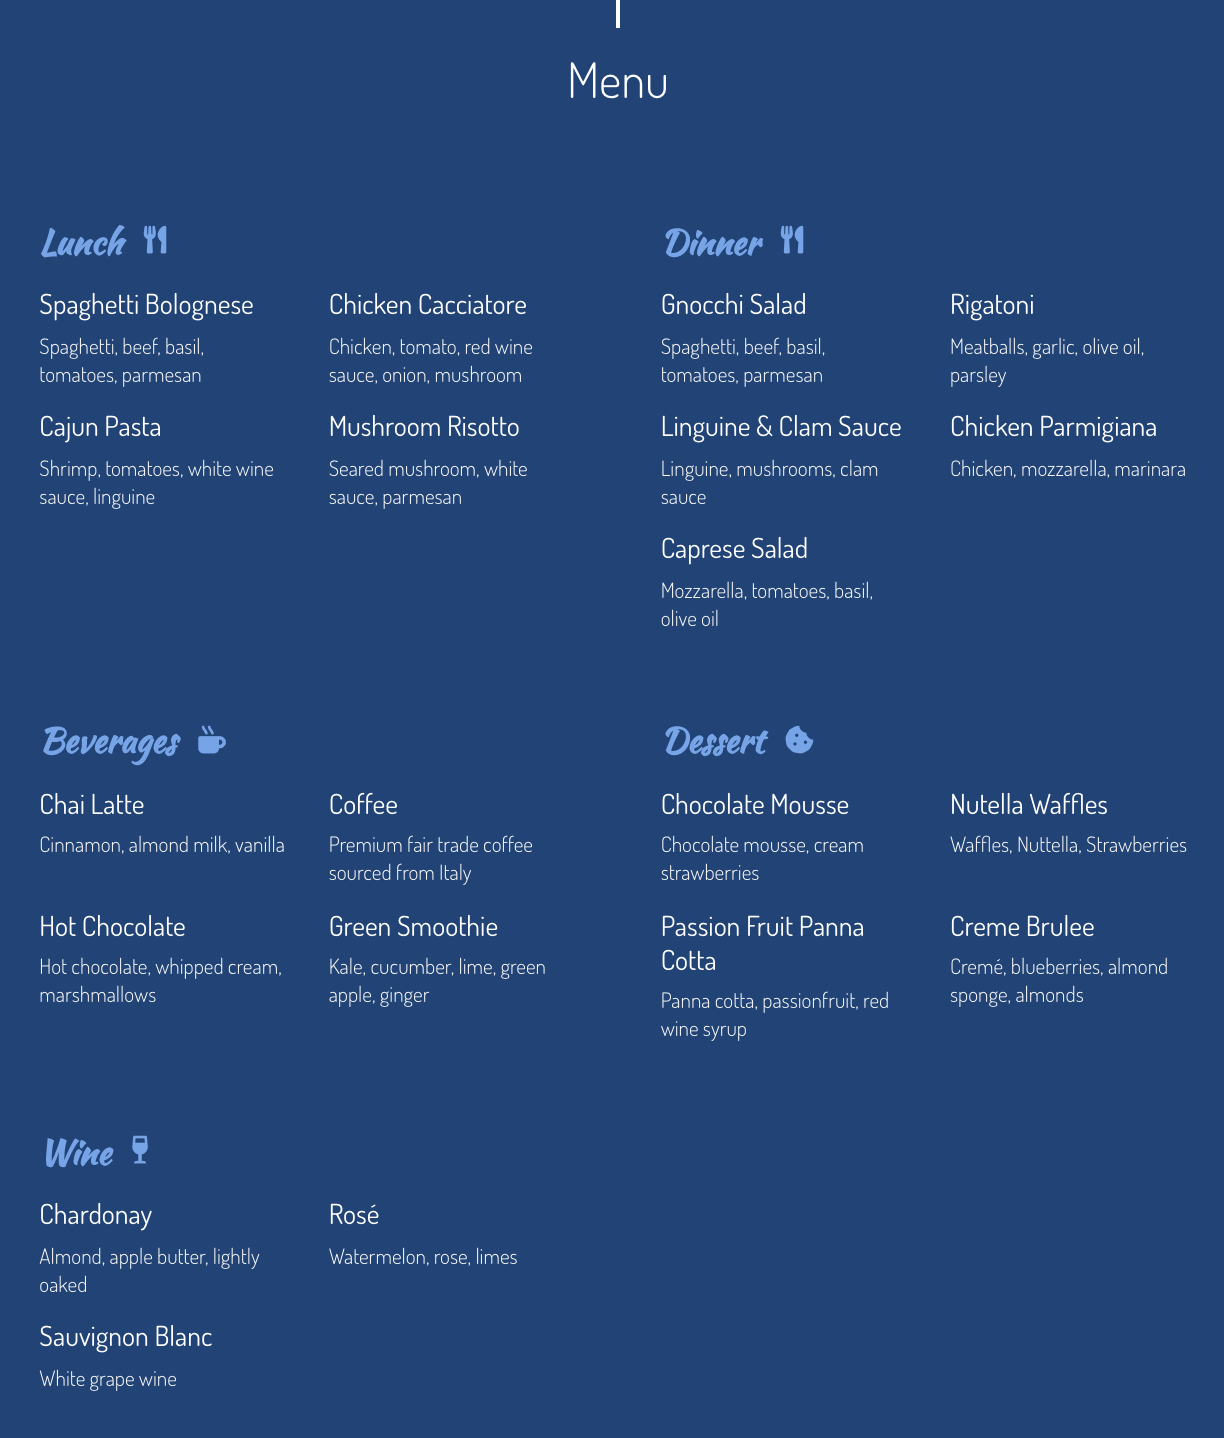 Menu
Lunch
Spaghetti Bolognese
Spaghetti, beef, basil,
tomatoes, parmesan
Chicken Cacciatore
Chicken, tomato, red wine
sauce, onion, mushroom
Cajun Pasta
Shrimp, tomatoes, white wine
sauce, linguine
Mushroom Risotto
Seared mushroom, white
sauce, parmesan
Dinner
Gnocchi Salad
Spaghetti, beef, basil,
tomatoes, parmesan
Rigatoni
Meatballs, garlic, olive oil,
parsley
Linguine & Clam Sauce
Linguine, mushrooms, clam
sauce
Chicken Parmigiana
Chicken, mozzarella, marinara
Caprese Salad
Mozzarella, tomatoes, basil,
olive oil
Beverages
Chai Latte
Cinnamon, almond milk, vanilla
Coffee
Premium fair trade coffee
sourced from Italy
Hot Chocolate
Hot chocolate, whipped cream,
marshmallows
Green Smoothie
Kale, cucumber, lime, green
apple, ginger
Dessert
Chocolate Mousse
Chocolate mousse, cream
strawberries
Nutella Waffles
Waffles, Nuttella, Strawberries
Passion Fruit Panna
Cotta
Panna cotta, passionfruit, red
wine syrup
Creme Brulee
Cremé, blueberries, almond
sponge, almonds
Wine
Chardonay
Almond, apple butter, lightly
oaked
Rosé
Watermelon, rose, limes
Sauvignon Blanc
White grape wine